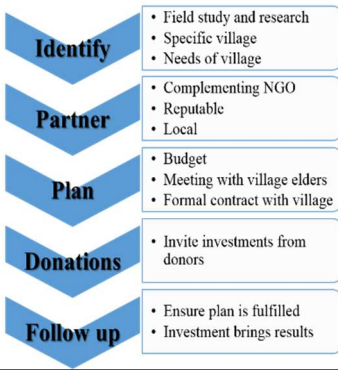 Identify
• Field study and research
• Specific village
• Needs of village
Partner
• Complementing NGO
• Reputable
• Local
Plan
• Budget
• Meeting with village elders
• Formal contract with village
Donations
• Invite investments from
donors
Follow up
• Ensure plan is fulfilled
• Investment brings results